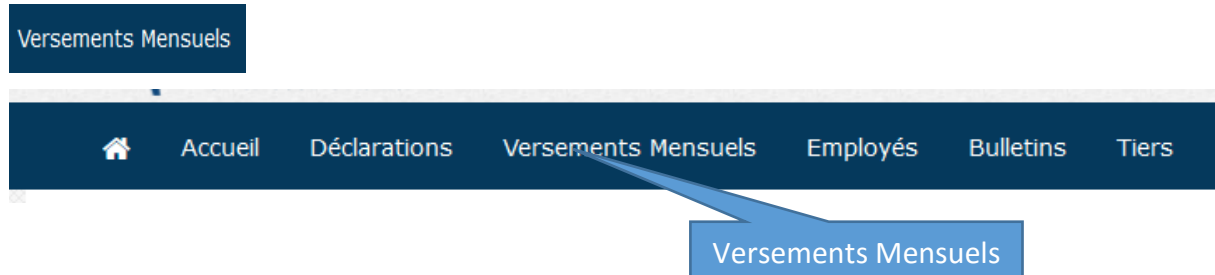 Versements Mensuels
Accueil Déclarations Versements Mensuels Employés Bulletins Tiers
Versements Mensuels